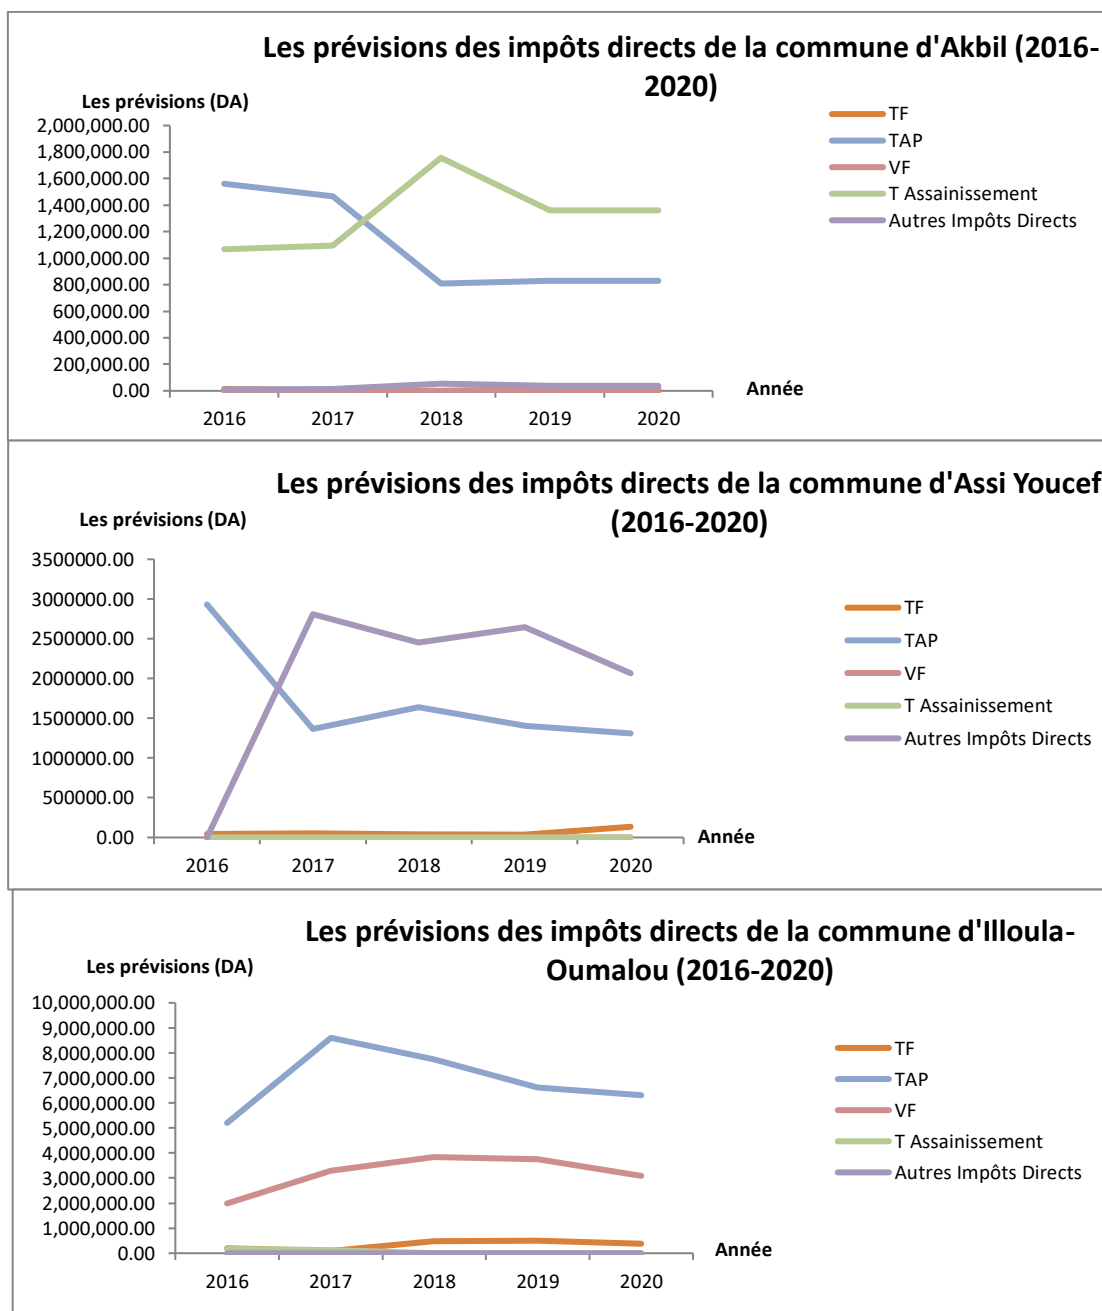 Les prévisions des impôts directs de la commune d'Akbil (2016-
2020)
Les prévisions (DA)
2,000,000.00
1,800,000.00
1,600,000.00
1,400,000.00
1,200,000.00
1,000,000.00
800,000.00
600,000.00
400,000.00
200,000.00
0.00
2016 2017 2018 2019 2020
Année
TF
TAP
VF
T Assainissement
Autres Impôts Directs
Les prévisions des impôts directs de la commune d'Assi Youcef
(2016-2020)
Les prévisions (DA)
3500000.00
3000000.00
2500000.00
2000000.00
1500000.00
1000000.00
500000.00
0.00
2016 2017 2018 2019 2020
Année
TF
TAP
VF
T Assainissement
Autres Impôts Directs
Les prévisions des impôts directs de la commune d'Illoula-
Oumalou (2016-2020)
Les prévisions (DA)
10,000,000.00
9,000,000.00
8,000,000.00
7,000,000.00
6,000,000.00
5,000,000.00
4,000,000.00
3,000,000.00
2,000,000.00
1,000,000.00
0.00
2016 2017 2018 2019 2020
Année
TF
TAP
VF
T Assainissement
Autres Impôts Directs